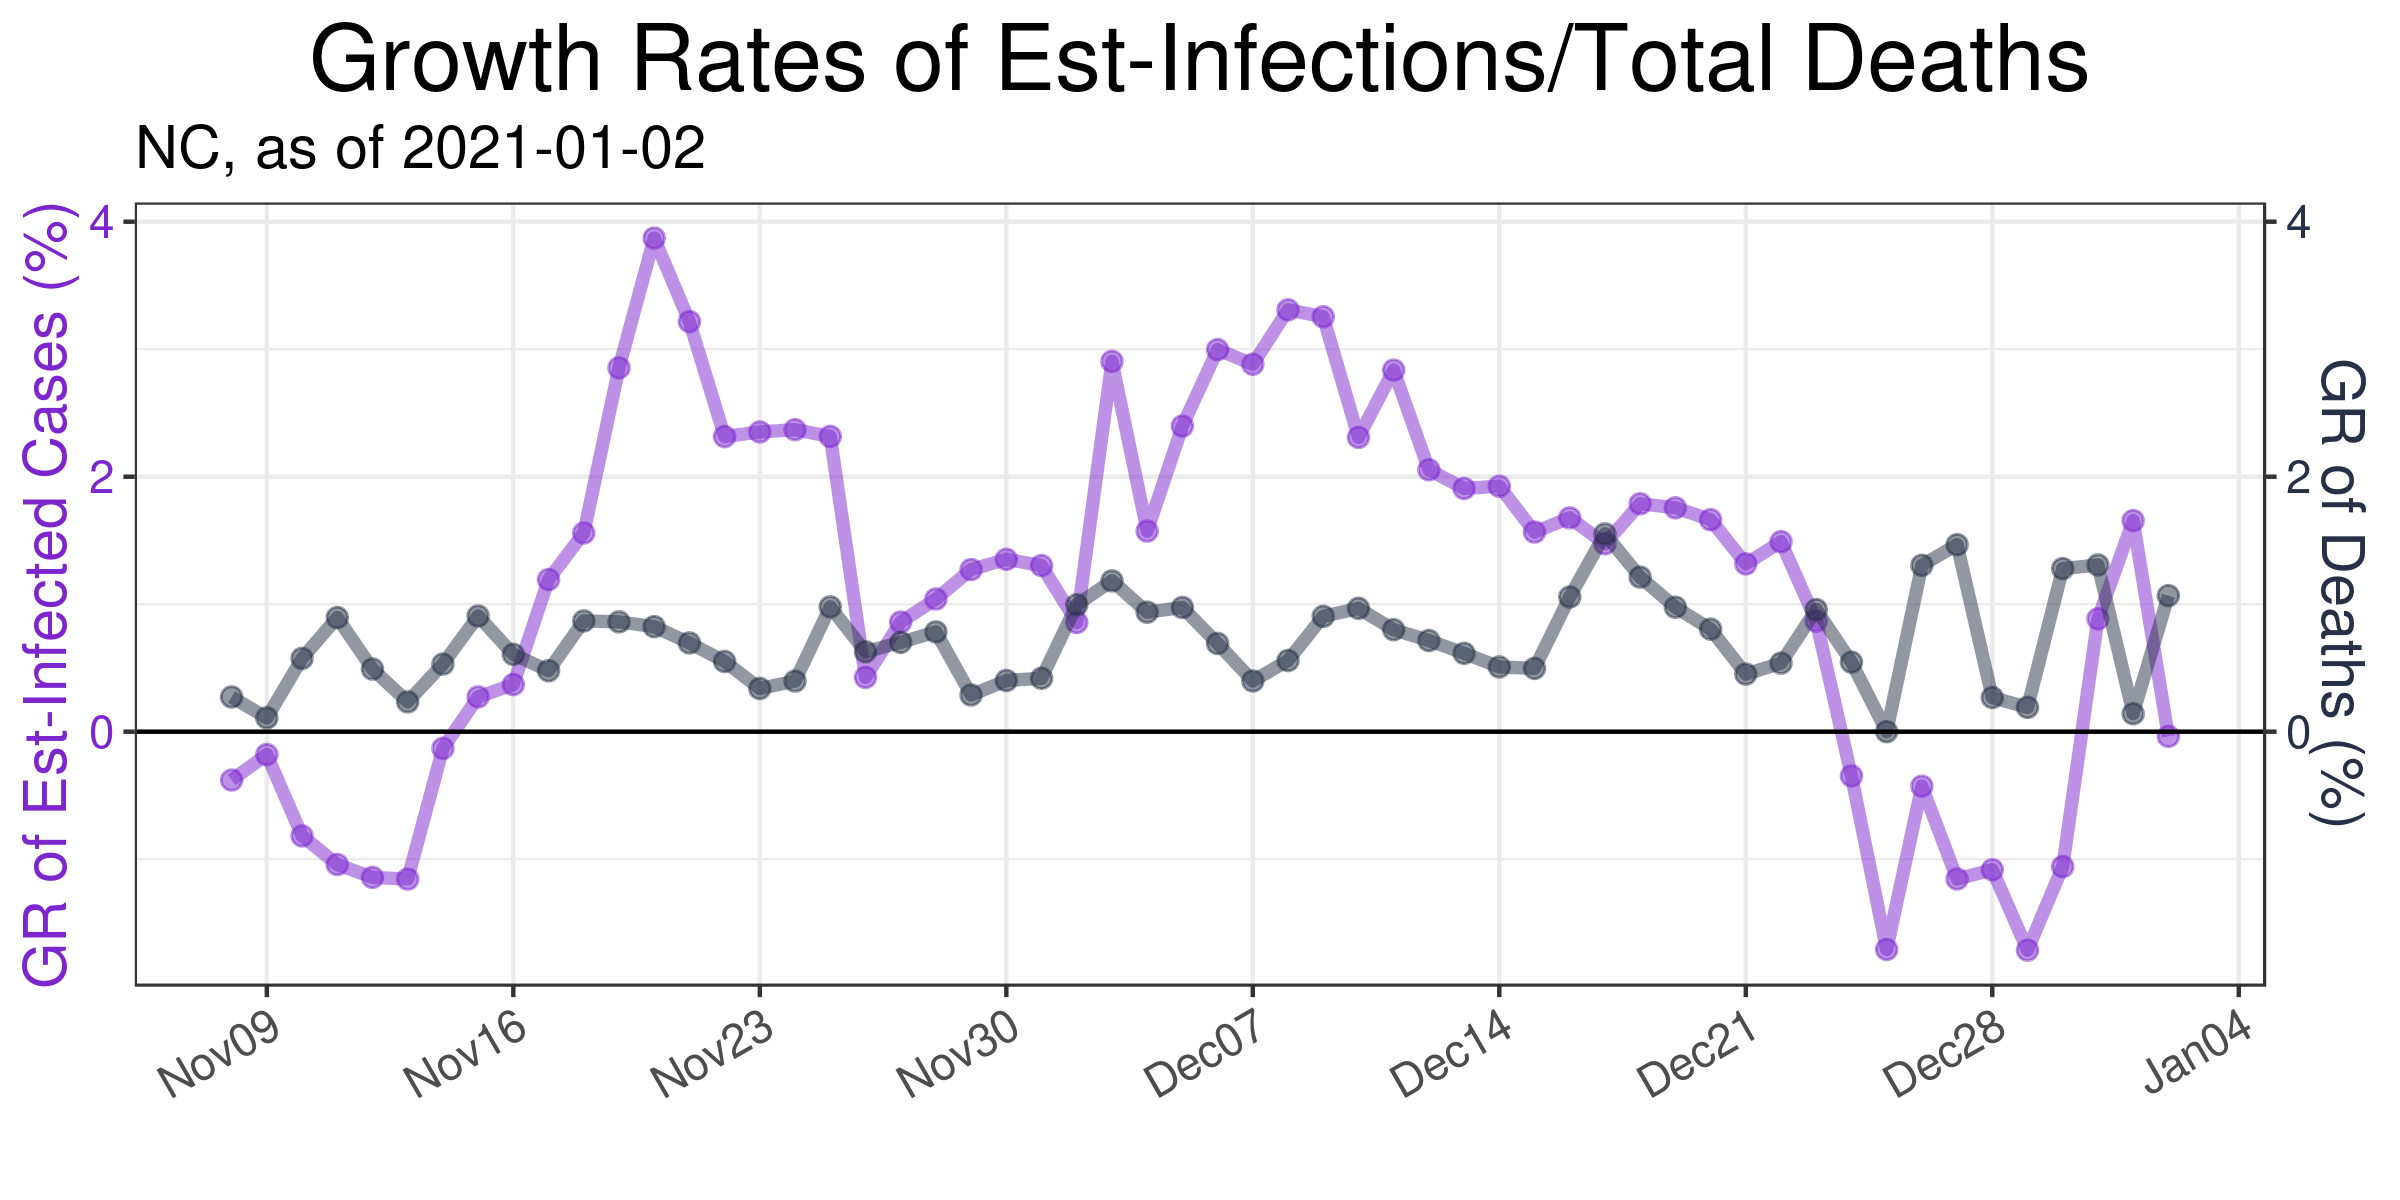 Growth Rates of Est-Infections/Total Deaths
NC, as of 2021-01-02
GR of Est-Infected Cases (%)
4
2
0
4
2
0
GR of Deaths (%)
Nov09
Nov16
Nov23
Nov30
Dec07
Dec14
Dec21
Dec28
Jan04